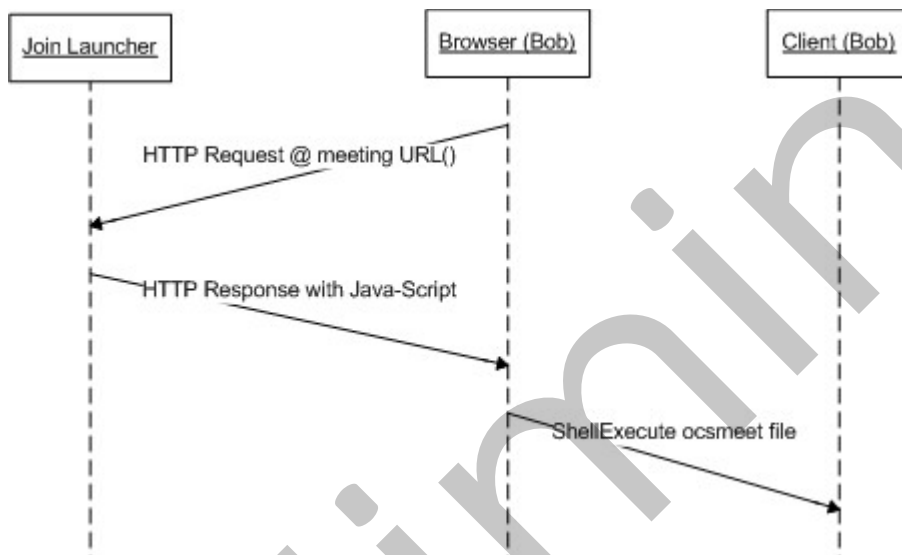 Join Launcher
Browser (Bob)
Client (Bob)
HTTP Request @ meeting URL()
HTTP Response with Java-Script
ShellExecute ocsmeet file